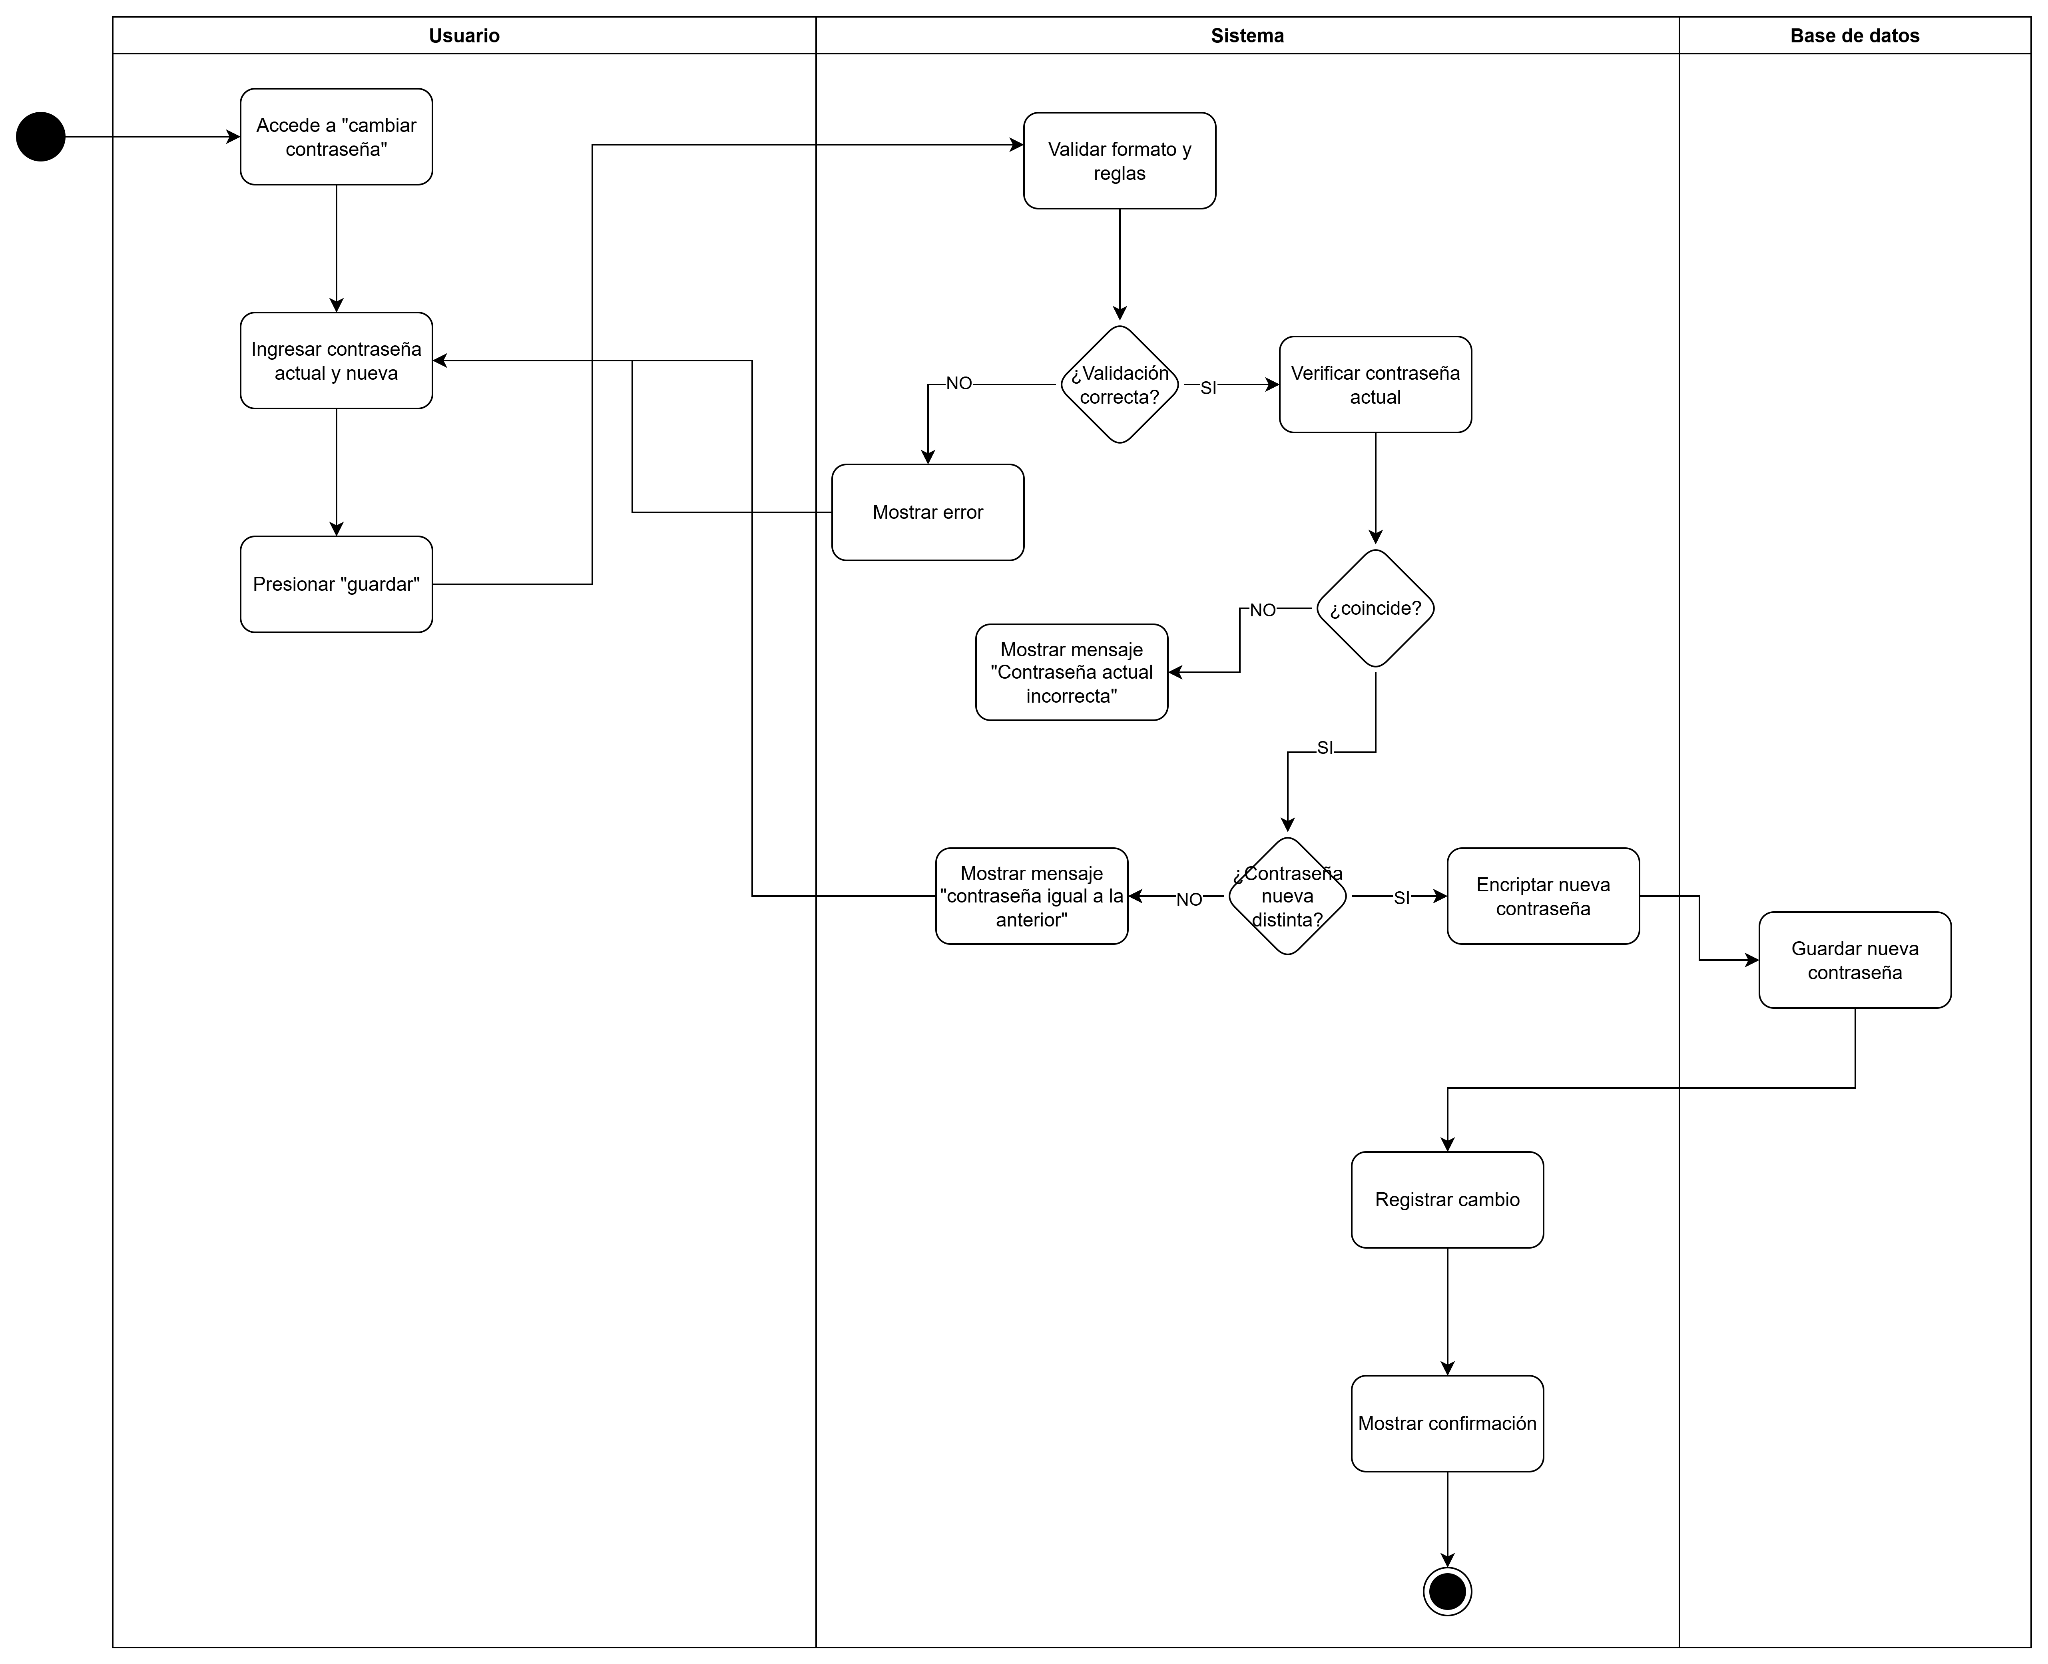 Usuario
Sistema
Base de datos
Accede a "cambiar
contraseña"
Validar formato y
reglas
Ingresar contraseña
actual y nueva
¿Validación
correcta?
NO
SI
Verificar contraseña
actual
Mostrar error
Presionar "guardar"
¿coincide?
NO
Mostrar mensaje
"Contraseña actual
incorrecta"
SI
Mostrar mensaje
"contraseña igual a la
anterior"
NO
¿Contraseña
nueva
distinta?
SI
Encriptar nueva
contraseña
Guardar nueva
contraseña
Registrar cambio
Mostrar confirmación